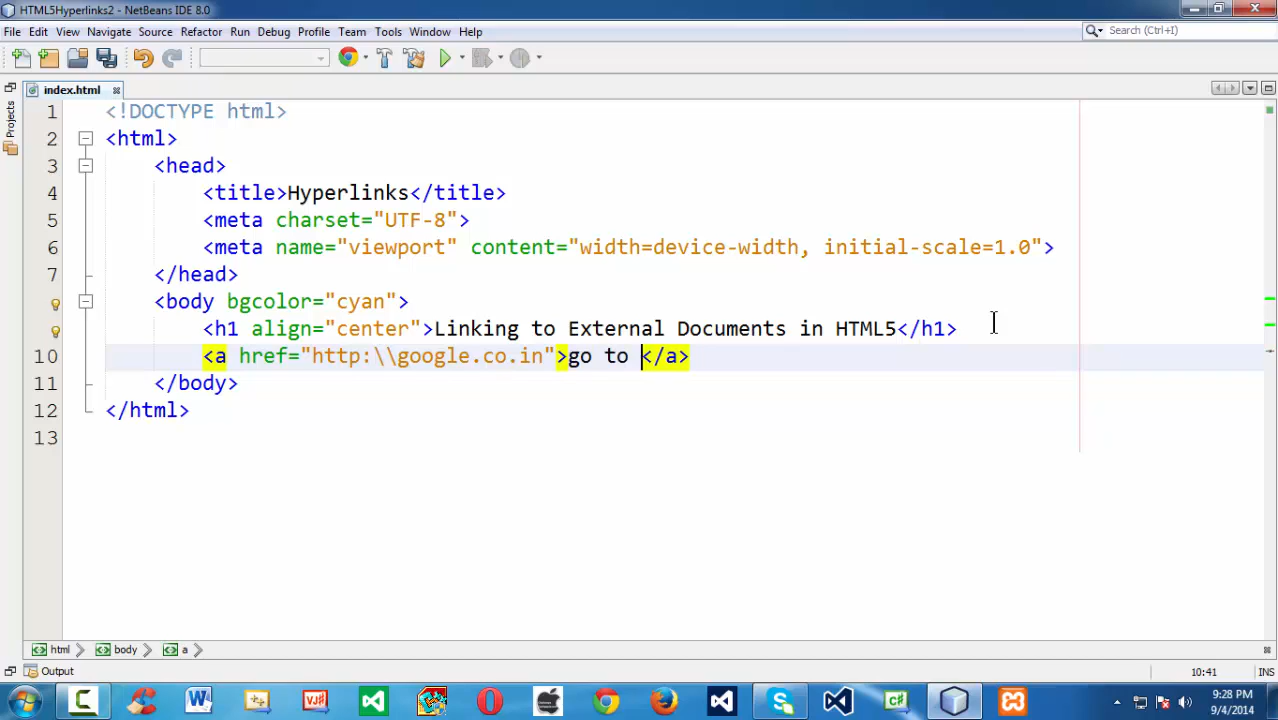 HTML5Hyperlinks2 - NetBeans IDE 8.0
File Edit View Navigate Source Refactor Run Debug Profile Team Tools Window Help
Search (Ctrl+I)
index.html
Projects
1 <!DOCTYPE html>
2 <html>
3 <head>
4 <title>Hyperlinks</title>
5 <meta charset="UTF-8">
6 <meta name="viewport" content="width=device-width, initial-scale=1.0">
7 </head>
<body bgcolor="cyan">
<h1 align="center">Linking to External Documents in HTML5</h1>
10 <a href="http:\\google.co.in">go to </a>
11 </body>
12 </html>
13
html body a
Output
10:41 INS
9:28 PM
9/4/2014